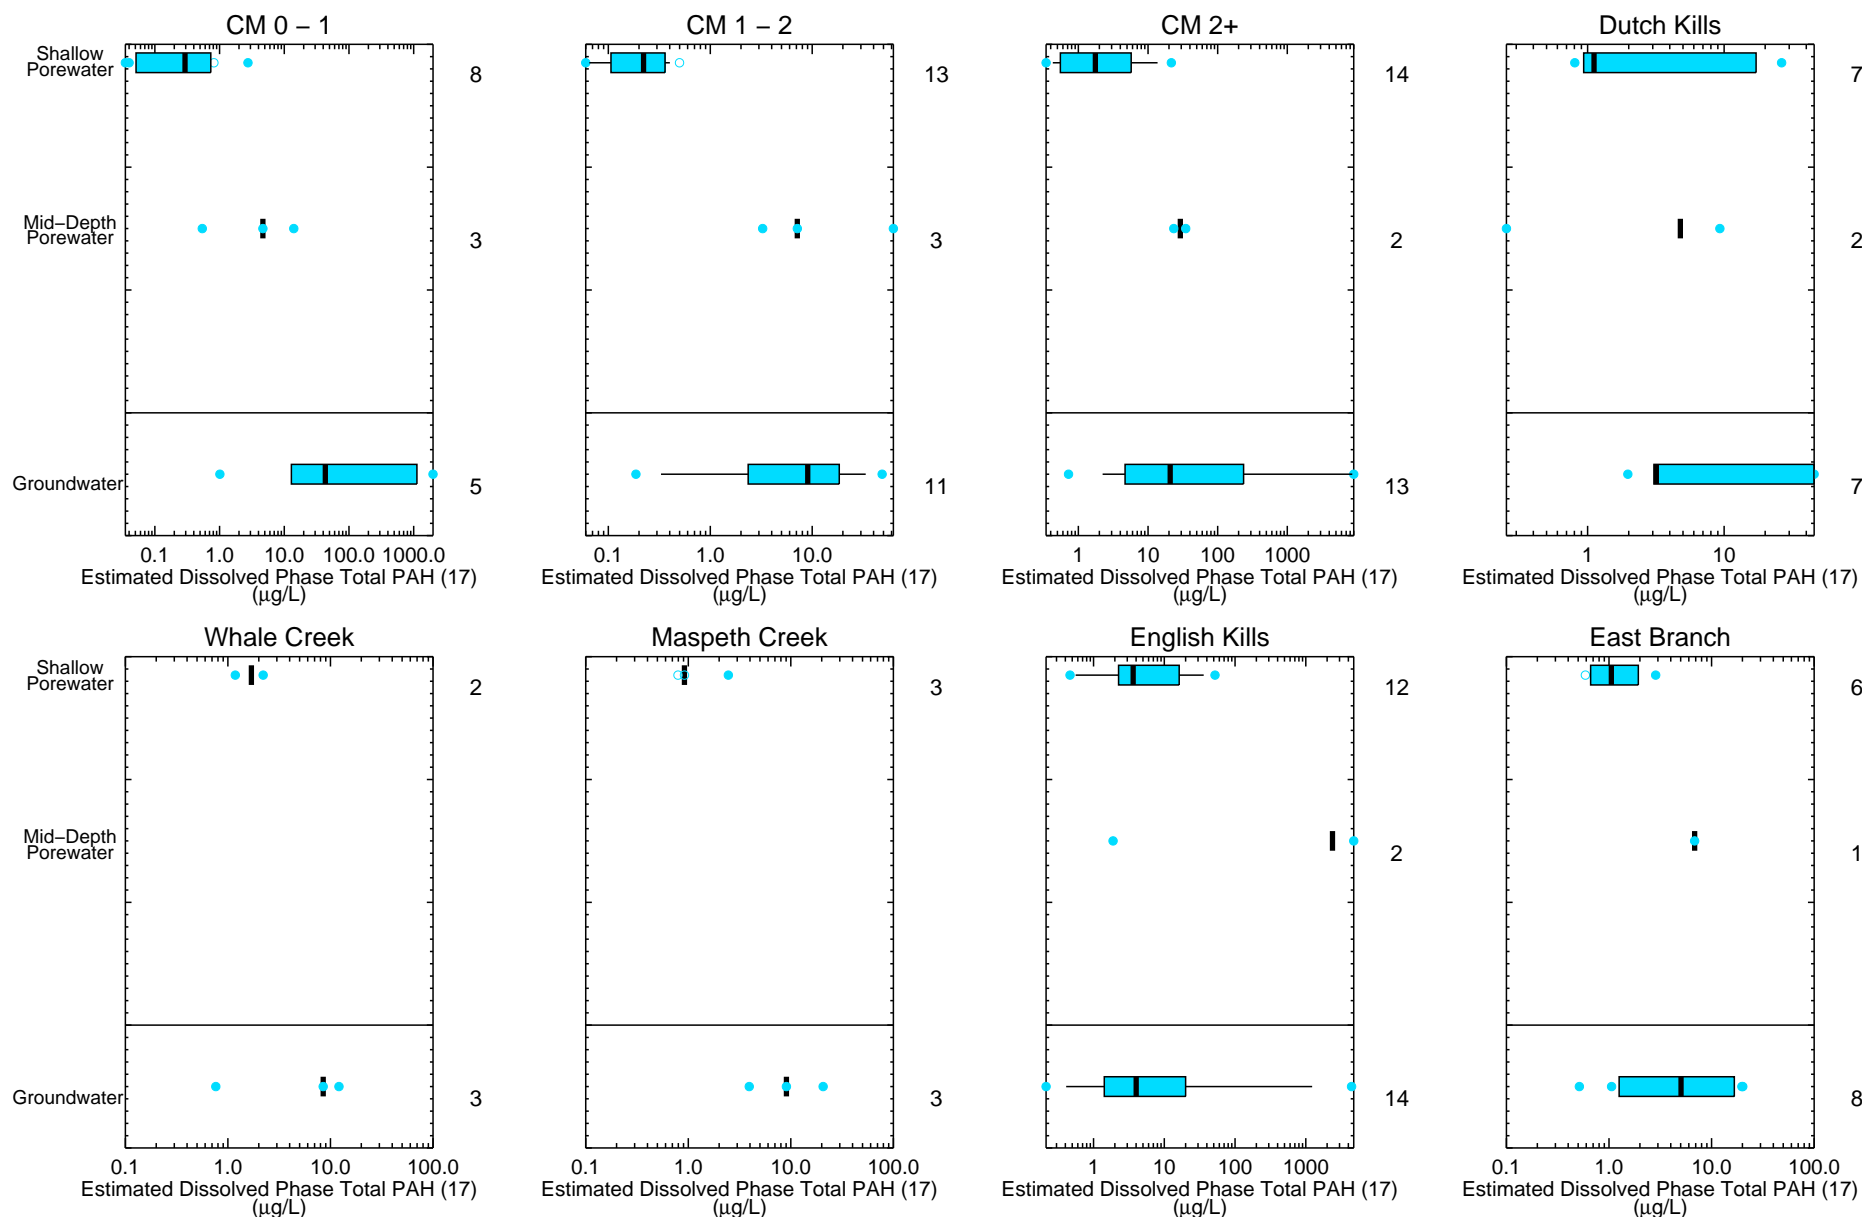 CM 0 – 1
CM 1 – 2
CM 2+
Dutch Kills
Shallow
Porewater
8
13
14
7
Mid–Depth
Porewater
3
3
2
2
Groundwater
5
11
13
7
0.1 1.0 10.0 100.0 1000.0
0.1 1.0 10.0
1 10 100 1000
1 10
Estimated Dissolved Phase Total PAH (17)
(µg/L)
Estimated Dissolved Phase Total PAH (17)
(µg/L)
Estimated Dissolved Phase Total PAH (17)
(µg/L)
Estimated Dissolved Phase Total PAH (17)
(µg/L)
Whale Creek
Maspeth Creek
English Kills
East Branch
Shallow
Porewater
2
3
12
6
Mid–Depth
Porewater
2
1
Groundwater
3
3
14
8
0.1 1.0 10.0 100.0
0.1 1.0 10.0 100.0
1 10 100 1000
0.1 1.0 10.0 100.0
Estimated Dissolved Phase Total PAH (17)
(µg/L)
Estimated Dissolved Phase Total PAH (17)
(µg/L)
Estimated Dissolved Phase Total PAH (17)
(µg/L)
Estimated Dissolved Phase Total PAH (17)
(µg/L)